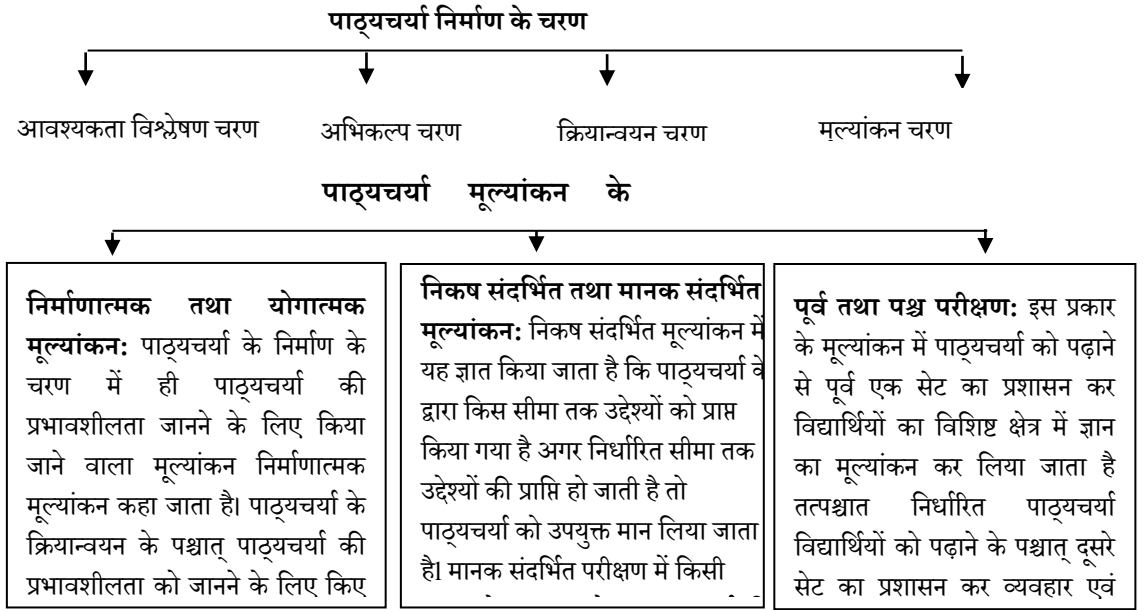 पाठ्यचर्या निर्माण के चरण
आवश्यकता विश्लेषण चरण
अभिकल्प चरण
क्रियान्वयन चरण
मूल्यांकन चरण
पाठ्यचर्या मूल्यांकन के
निर्माणात्मक तथा योगात्मक
मूल्यांकन: पाठ्यचर्या के निर्माण के
चरण में ही पाठ्यचर्या की
प्रभावशीलता जानने के लिए किया
जाने वाला मूल्यांकन निर्माणात्मक
मूल्यांकन कहा जाता है। पाठ्यचर्या के
क्रियान्वयन के पश्चात् पाठ्यचर्या की
प्रभावशीलता को जानने के लिए किए
निकष संदर्भित तथा मानक संदर्भित
मूल्यांकन: निकष संदर्भित मूल्यांकन में
यह ज्ञात किया जाता है कि पाठ्यचर्या के
द्वारा किस सीमा तक उद्देश्यों को प्राप्त
किया गया है अगर निर्धारित सीमा तक
उद्देश्यों की प्राप्ति हो जाती है तो
पाठ्यचर्या को उपयुक्त मान लिया जाता
है। मानक संदर्भित परीक्षण में किसी
पूर्व तथा पश्च परीक्षण: इस प्रकार
के मूल्यांकन में पाठ्यचर्या को पढ़ाने
से पूर्व एक सेट का प्रशासन कर
विद्यार्थियों का विशिष्ट क्षेत्र में ज्ञान
का मूल्यांकन कर लिया जाता है
तत्पश्चात निर्धारित पाठ्यचर्या
विद्यार्थियों को पढ़ाने के पश्चात् दूसरे
सेट का प्रशासन कर व्यवहार एवं